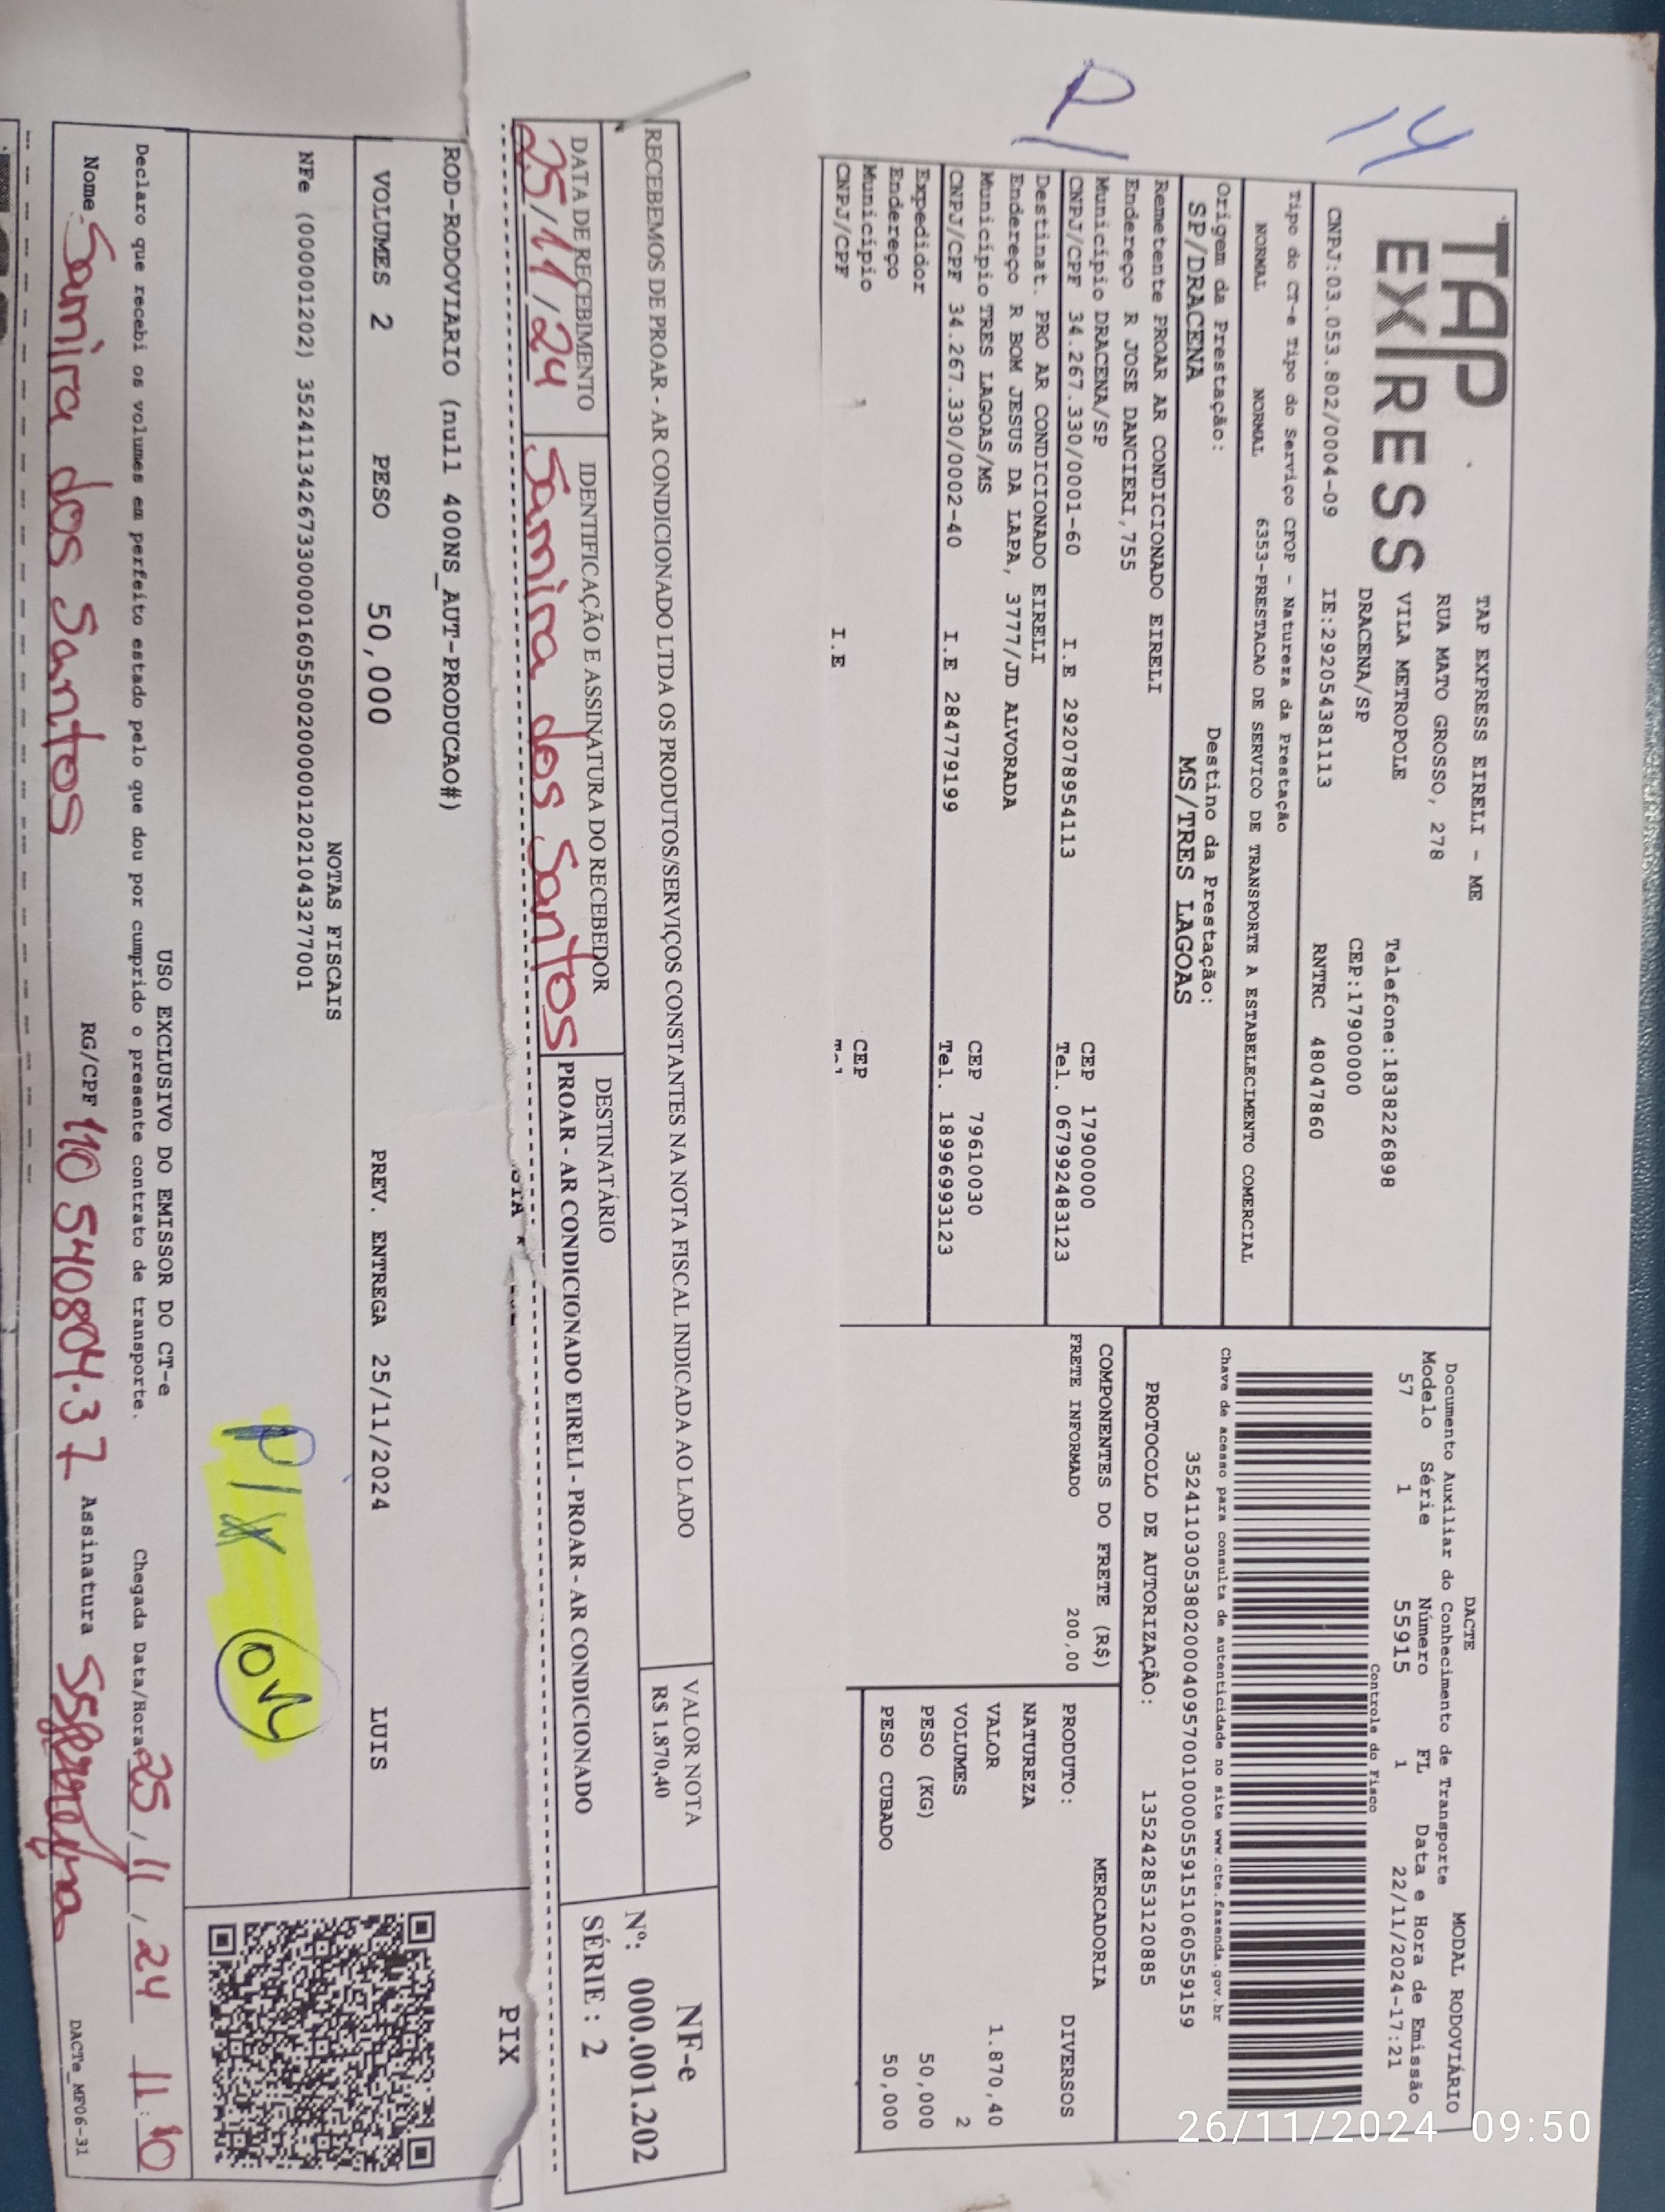 14
P/
TAP EXPRESS
TAP EXPRESS EIRELI - ME
RUA MATO GROSSO, 278
VILA METROPOLE
DRACENA/SP
Telefone:1838226898
CEP:17900000
CNPJ:03.053.802/0004-09 IE:292054381113 RNTRC 48047860
Tipo do CT-e Tipo do Serviço CFOP - Natureza da Prestação
NORMAL NORMAL 6353-PRESTACAO DE SERVICO DE TRANSPORTE A ESTABELECIMENTO COMERCIAL
Origem da Prestação: Destino da Prestação:
SP/DRACENA MS/TRES LAGOAS
Remetente PROAR AR CONDICIONADO EIRELI
Endereço R JOSE DANCIERI,755
Município DRACENA/SP CEP 17900000
CNPJ/CPF 34.267.330/0001-60 I.E 292078954113 Tel. 067992483123
Destinat. PRO AR CONDICIONADO EIRELI
Endereço R BOM JESUS DA LAPA, 3777/JD ALVORADA
Município TRES LAGOAS/MS CEP 79610030
CNPJ/CPF 34.267.330/0002-40 I.E 284779199 Tel. 18996993123
Expedidor
Endereço
Município CEP
CNPJ/CPF I.E Tel
DACTE MODAL RODOVIÁRIO
Documento Auxiliar do Conhecimento de Transporte
Modelo Série Número FL Data e Hora de Emissão
57 1 55915 1 22/11/2024-17:21
Controle do Fisco
Chave de acesso para consulta de autenticidade no site www.cte.fazenda.gov.br
35241103053802000409570010000559151060559159
PROTOCOLO DE AUTORIZAÇÃO: 135242853120885
COMPONENTES DO FRETE (R$)
FRETE INFORMADO 200,00
MERCADORIA
PRODUTO: DIVERSOS
NATUREZA
VALOR 1.870,40
VOLUMES 2
PESO (KG) 50,000
PESO CUBADO 50,000
RECEBEMOS DE PROAR - AR CONDICIONADO LTDA OS PRODUTOS/SERVIÇOS CONSTANTES NA NOTA FISCAL INDICADA AO LADO
VALOR NOTA
R$ 1.870,40
NF-e
Nº: 000.001.202
SÉRIE : 2
DATA DE RECEBIMENTO IDENTIFICAÇÃO E ASSINATURA DO RECEBEDOR DESTINATÁRIO
25/11/24 Samira dos Santos PROAR - AR CONDICIONADO EIRELI - PROAR - AR CONDICIONADO
ROD-RODOVIARIO (null 400NS_AUT-PRODUCAO#)
PIX
VOLUMES 2 PESO 50,000 PREV. ENTREGA 25/11/2024 LUIS
NOTAS FISCAIS
NFe (000001202) 35241134267330000160550020000012021043277001
PIX
USO EXCLUSIVO DO EMISSOR DO CT-e
Declaro que recebi os volumes em perfeito estado pelo que dou por cumprido o presente contrato de transporte. Chegada Data/Hora 25/11/24 11:10
Nome Samira dos Santos RG/CPF 110 540804.37 Assinatura
DACTe_MF06-31
26/11/2024 09:50